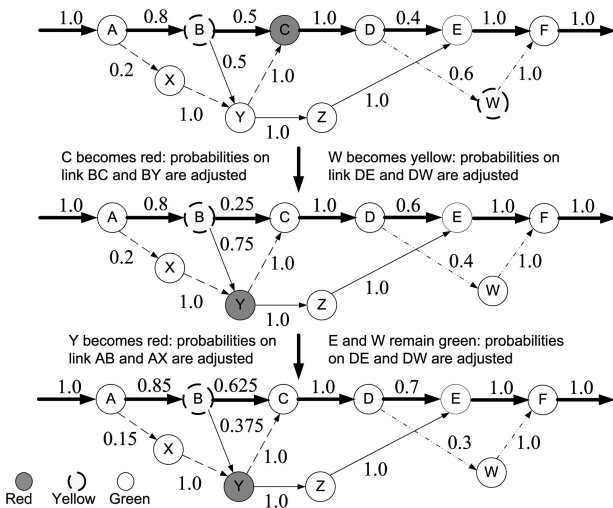 1.0 A 0.8 B 0.5 C 1.0 D 0.4 E 1.0 F 1.0
0.2 X 1.0 0.5 Y 1.0 1.0 Z 1.0 0.6 W 1.0
C becomes red: probabilities on
link BC and BY are adjusted
W becomes yellow: probabilities on
link DE and DW are adjusted
1.0 A 0.8 B 0.25 C 1.0 D 0.6 E 1.0 F 1.0
0.2 X 1.0 0.75 Y 1.0 1.0 Z 1.0 0.4 W 1.0
Y becomes red: probabilities on
link AB and AX are adjusted
E and W remain green: probabilities
on DE and DW are adjusted
1.0 A 0.85 B 0.625 C 1.0 D 0.7 E 1.0 F 1.0
0.15 X 1.0 0.375 Y 1.0 1.0 Z 1.0 0.3 W 1.0
Red Yellow Green